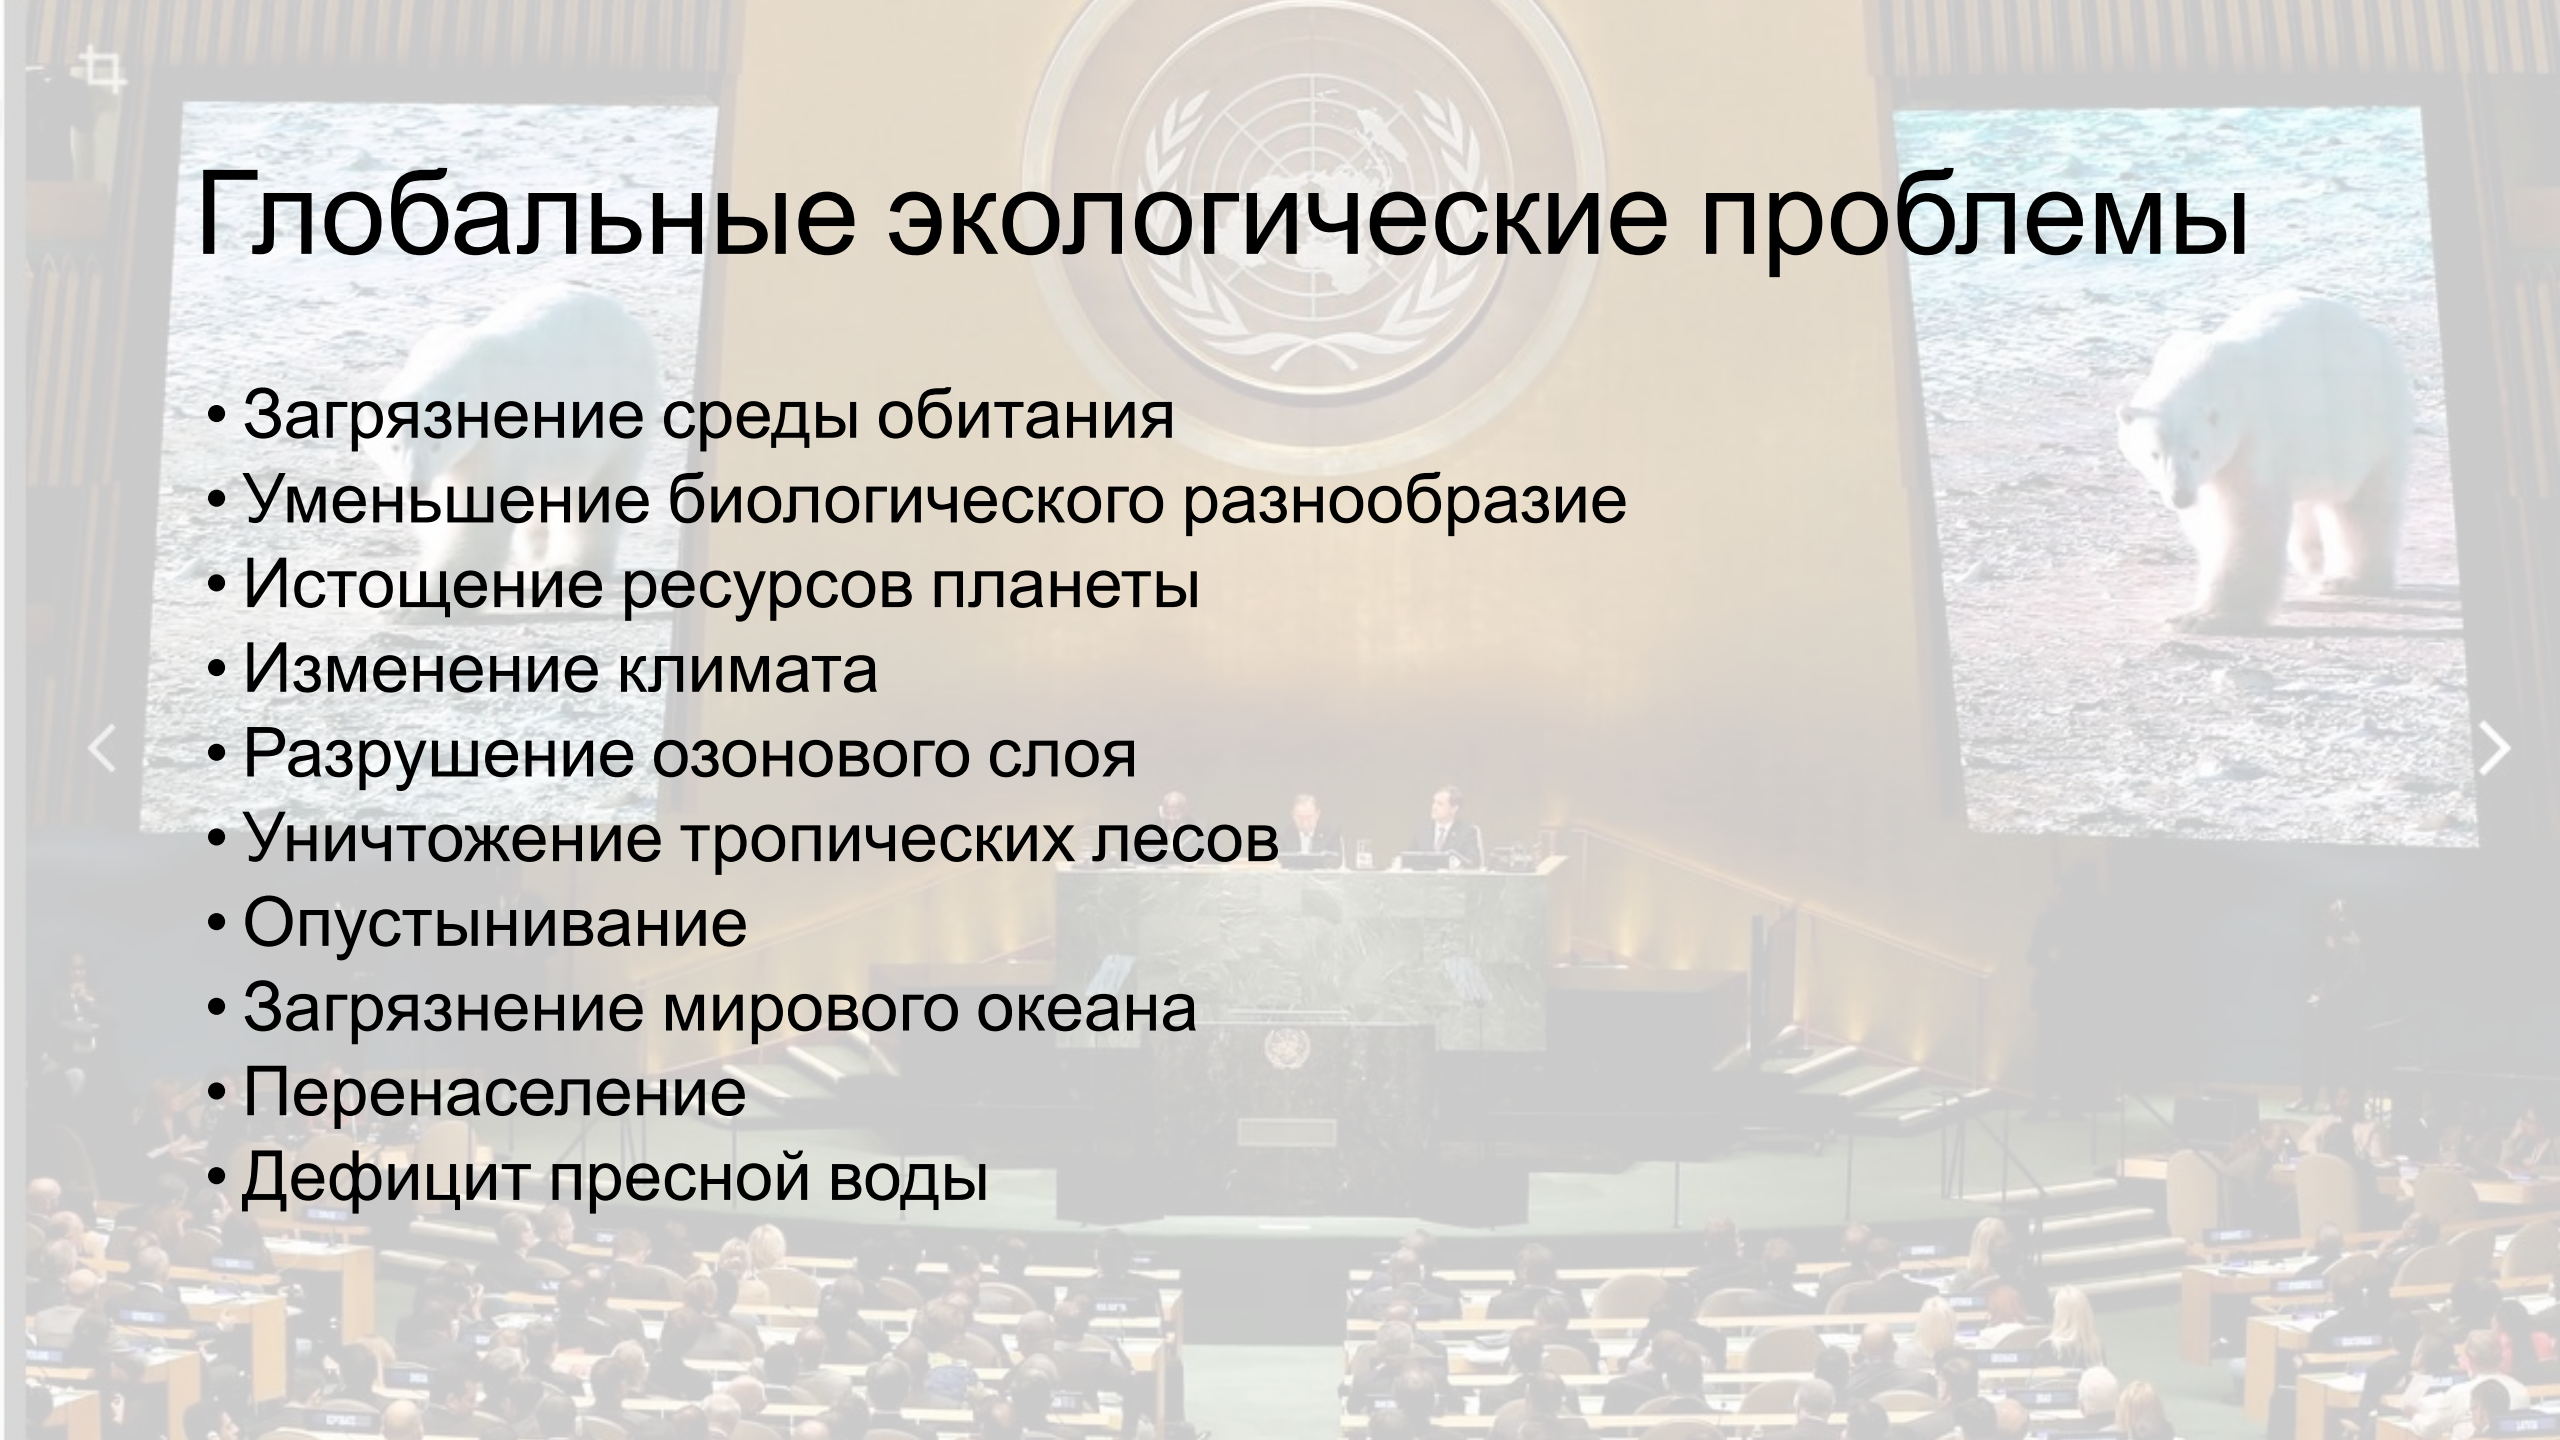 Глобальные экологические проблемы
• Загрязнение среды обитания
• Уменьшение биологического разнообразие
• Истощение ресурсов планеты
• Изменение климата
• Разрушение озонового слоя
• Уничтожение тропических лесов
• Опустынивание
• Загрязнение мирового океана
• Перенаселение
• Дефицит пресной воды